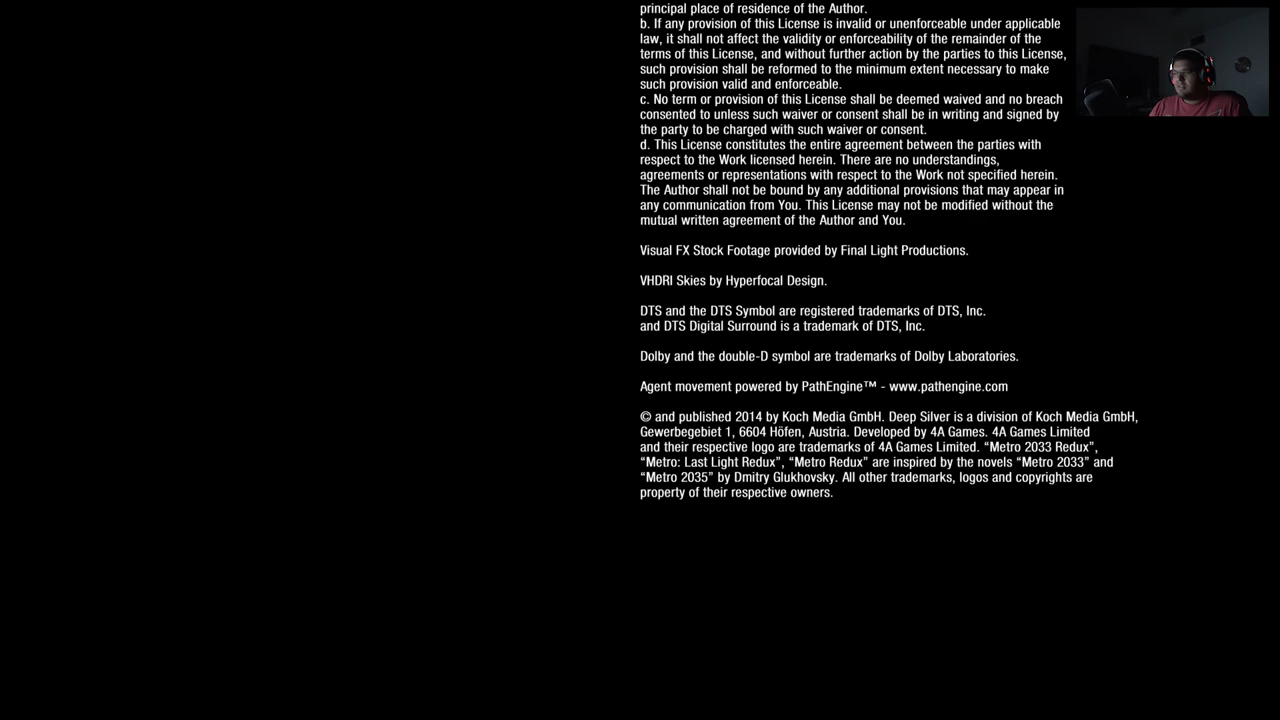 principal place of residence of the Author.
b. If any provision of this License is invalid or unenforceable under applicable
law, it shall not affect the validity or enforceability of the remainder of the
terms of this License, and without further action by the parties to this License,
such provision shall be reformed to the minimum extent necessary to make
such provision valid and enforceable.
c. No term or provision of this License shall be deemed waived and no breach
consented to unless such waiver or consent shall be in writing and signed by
the party to be charged with such waiver or consent.
d. This License constitutes the entire agreement between the parties with
respect to the Work licensed herein. There are no understandings,
agreements or representations with respect to the Work not specified herein.
The Author shall not be bound by any additional provisions that may appear in
any communication from You. This License may not be modified without the
mutual written agreement of the Author and You.
Visual FX Stock Footage provided by Final Light Productions.
VHDRI Skies by Hyperfocal Design.
DTS and the DTS Symbol are registered trademarks of DTS, Inc.
and DTS Digital Surround is a trademark of DTS, Inc.
Dolby and the double-D symbol are trademarks of Dolby Laboratories.
Agent movement powered by PathEngine™ - www.pathengine.com
© and published 2014 by Koch Media GmbH. Deep Silver is a division of Koch Media GmbH,
Gewerbegebiet 1, 6604 Höfen, Austria. Developed by 4A Games. 4A Games Limited
and their respective logo are trademarks of 4A Games Limited. “Metro 2033 Redux”,
“Metro: Last Light Redux”, “Metro Redux” are inspired by the novels “Metro 2033” and
“Metro 2035” by Dmitry Glukhovsky. All other trademarks, logos and copyrights are
property of their respective owners.